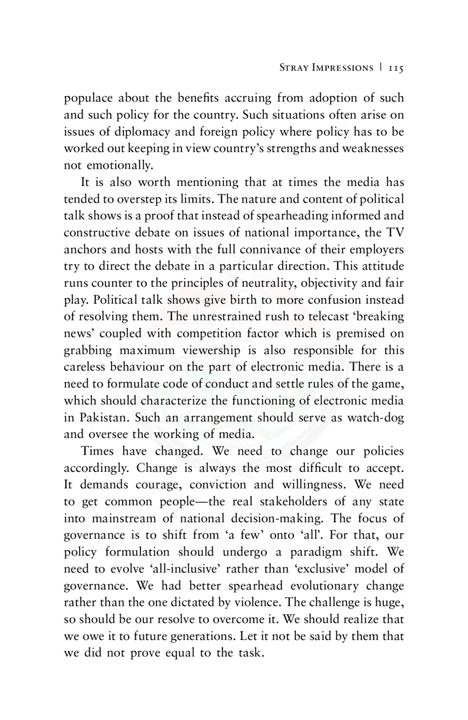 Stray Impressions | 115
populace about the benefits accruing from adoption of such
and such policy for the country. Such situations often arise on
issues of diplomacy and foreign policy where policy has to be
worked out keeping in view country's strengths and weaknesses
not emotionally.
It is also worth mentioning that at times the media has
tended to overstep its limits. The nature and content of political
talk shows is a proof that instead of spearheading informed and
constructive debate on issues of national importance, the TV
anchors and hosts with the full connivance of their employers
try to direct the debate in a particular direction. This attitude
runs counter to the principles of neutrality, objectivity and fair
play. Political talk shows give birth to more confusion instead
of resolving them. The unrestrained rush to telecast 'breaking
news' coupled with competition factor which is premised on
grabbing maximum viewership is also responsible for this
careless behaviour on the part of electronic media. There is a
need to formulate code of conduct and settle rules of the game,
which should characterize the functioning of electronic media
in Pakistan. Such an arrangement should serve as watch-dog
and oversee the working of media.
Times have changed. We need to change our policies
accordingly. Change is always the most difficult to accept.
It demands courage, conviction and willingness. We need
to get common people—the real stakeholders of any state
into mainstream of national decision-making. The focus of
governance is to shift from 'a few' onto 'all'. For that, our
policy formulation should undergo a paradigm shift. We
need to evolve 'all-inclusive' rather than 'exclusive' model of
governance. We had better spearhead evolutionary change
rather than the one dictated by violence. The challenge is huge,
so should be our resolve to overcome it. We should realize that
we owe it to future generations. Let it not be said by them that
we did not prove equal to the task.